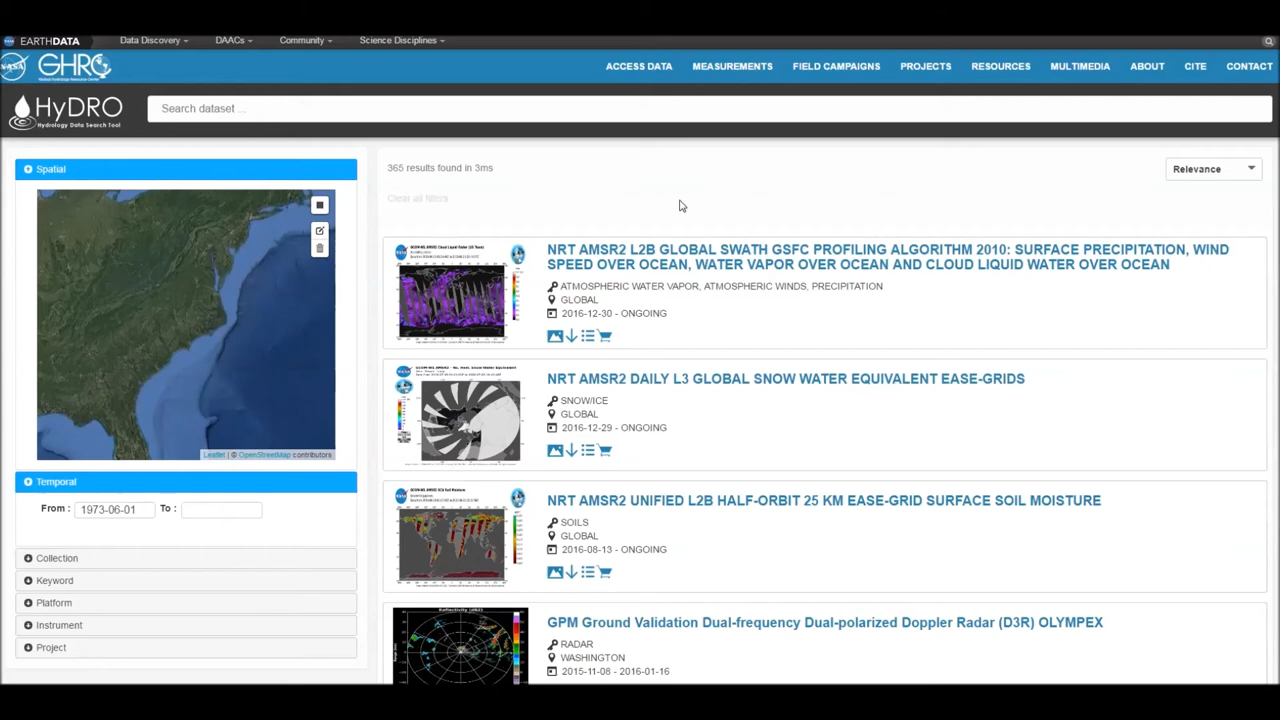 EARTHDATA
Data Discovery
DAACs
Community
Science Disciplines
NASA
GHRC
ACCESS DATA
MEASUREMENTS
FIELD CAMPAIGNS
PROJECTS
RESOURCES
MULTIMEDIA
ABOUT
CITE
CONTACT
HyDRO
Hydrology Data Search Tool
Search dataset ...
Spatial
Leaflet | © OpenStreetMap contributors
Temporal
From : 1973-06-01 To :
Collection
Keyword
Platform
Instrument
Project
365 results found in 3ms
Relevance
Clear all filters
NRT AMSR2 L2B GLOBAL SWATH GSFC PROFILING ALGORITHM 2010: SURFACE PRECIPITATION, WIND
SPEED OVER OCEAN, WATER VAPOR OVER OCEAN AND CLOUD LIQUID WATER OVER OCEAN
ATMOSPHERIC WATER VAPOR, ATMOSPHERIC WINDS, PRECIPITATION
GLOBAL
2016-12-30 - ONGOING
NRT AMSR2 DAILY L3 GLOBAL SNOW WATER EQUIVALENT EASE-GRIDS
SNOW/ICE
GLOBAL
2016-12-29 - ONGOING
NRT AMSR2 UNIFIED L2B HALF-ORBIT 25 KM EASE-GRID SURFACE SOIL MOISTURE
SOILS
GLOBAL
2016-08-13 - ONGOING
Reflectivity (dBZ)
GPM Ground Validation Dual-frequency Dual-polarized Doppler Radar (D3R) OLYMPEX
RADAR
WASHINGTON
2015-11-08 - 2016-01-16